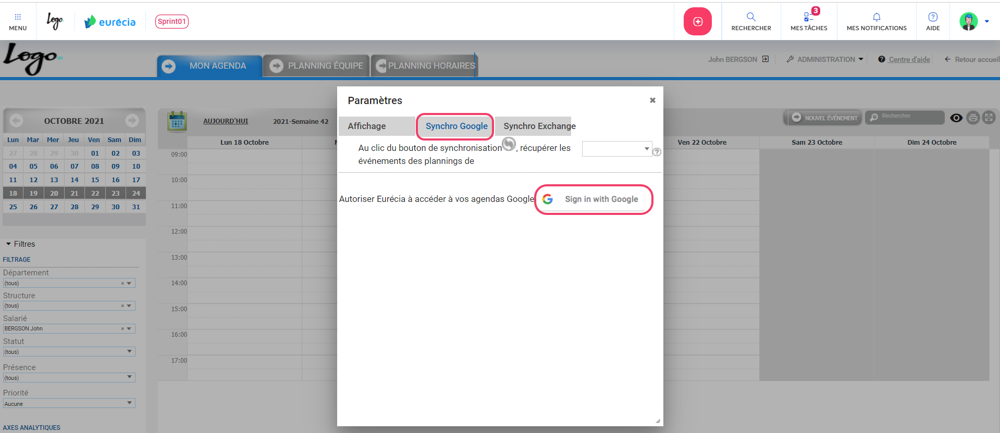 MENU
Logo
eurécia
Sprint01
RECHERCHER
3
MES TÂCHES
MES NOTIFICATIONS
AIDE
Logo
MON AGENDA
PLANNING ÉQUIPE
PLANNING HORAIRES
John BERGSON
ADMINISTRATION
Centre d'aide
Retour accueil
OCTOBRE 2021
Lun Mar Mer Jeu Ven Sam Dim
27 28 29 30 01 02 03
04 05 06 07 08 09 10
11 12 13 14 15 16 17
18 19 20 21 22 23 24
25 26 27 28 29 30 31
Filtres
FILTRAGE
Département
(tous)
Structure
(tous)
Salarié
BERGSON John
Statut
(tous)
Présence
(tous)
Priorité
Aucune
AXES ANALYTIQUES
AUJOURD'HUI
2021-Semaine 42
NOUVEL ÉVÉNEMENT
Rechercher
Lun 18 Octobre
M
Ven 22 Octobre
Sam 23 Octobre
Dim 24 Octobre
09:00
10:00
11:00
12:00
13:00
14:00
15:00
16:00
17:00
Paramètres
Affichage
Synchro Google
Synchro Exchange
Au clic du bouton de synchronisation , récupérer les
événements des plannings de
Autoriser Eurécia à accéder à vos agendas Google
Sign in with Google